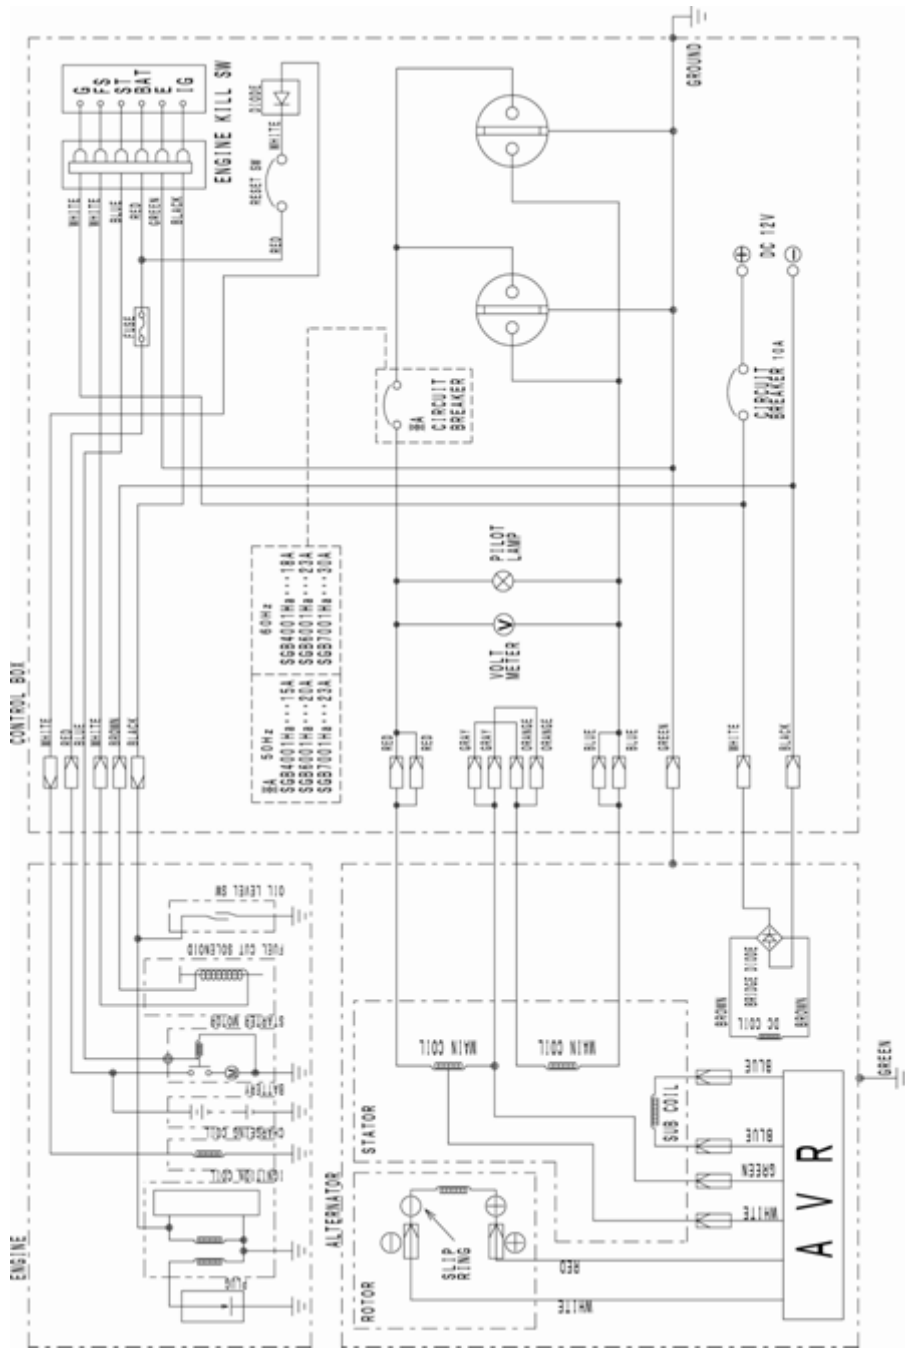 GROUND
G
FS
ST
BAT
E
IG
ENGINE KILL SW
DIODE
WHITE
RESET SW
RED
WHITE
WHITE
BLUE
RED
GREEN
BLACK
FUSE
DC 12V
CIRCUIT
BREAKER 10A
※A
CIRCUIT
BREAKER
PILOT
LAMP
VOLT
METER
V
※A
50Hz
SGB4001Ha···15A
SGB6001Ha···20A
SGB7001Ha···23A
60Hz
SGB4001Ha···18A
SGB6001Ha···23A
SGB7001Ha···30A
CONTROL BOX
WHITE
RED
BLUE
WHITE
BROWN
BLACK
RED
RED
GRAY
GRAY
ORANGE
ORANGE
BLUE
BLUE
GREEN
WHITE
BLACK
OIL LEVEL SW
FUEL CUT SOLENOID
STARTER MOTOR
M
BATTERY
CHARGEING COIL
IGNITION COIL
PLUG
ENGINE
ALTERNATOR
STATOR
MAIN COIL
MAIN COIL
SUB COIL
BROWN
BRIDGE DIODE
DC COIL
BROWN
BLUE
BLUE
GREEN
WHITE
GREEN
ROTOR
SLIP
RING
RED
WHITE
AVR